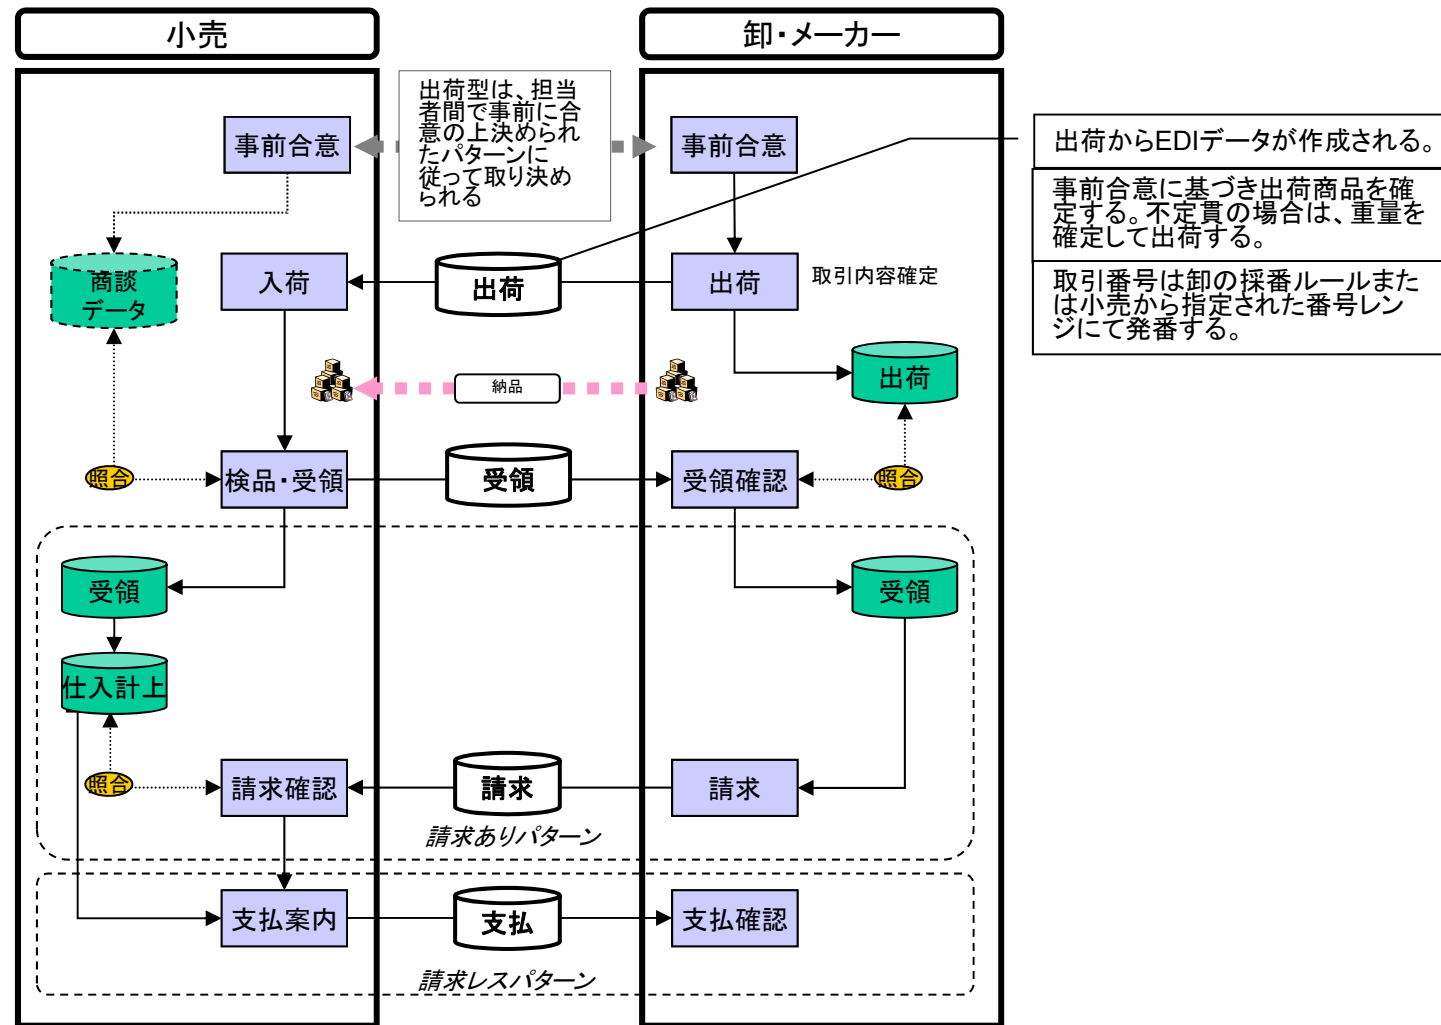 小売
卸・メーカー
出荷型は、担当
者間で事前に合
意の上決められ
たパターンに
従って取り決め
られる
事前合意
事前合意
出荷からEDIデータが作成される。
事前合意に基づき出荷商品を確
定する。不定貫の場合は、重量を
確定して出荷する。
取引番号は卸の採番ルールまた
は小売から指定された番号レン
ジにて発番する。
商談
データ
入荷
出荷
出荷
取引内容確定
納品
出荷
照合
検品・受領
受領
受領確認
照合
受領
受領
仕入計上
照合
請求確認
請求
請求
請求ありパターン
支払案内
支払
支払確認
請求レスパターン